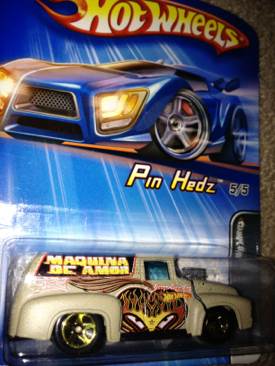 HOT WHEELS
Pin Hedz 5/5
MAQUINA
DE AMOR